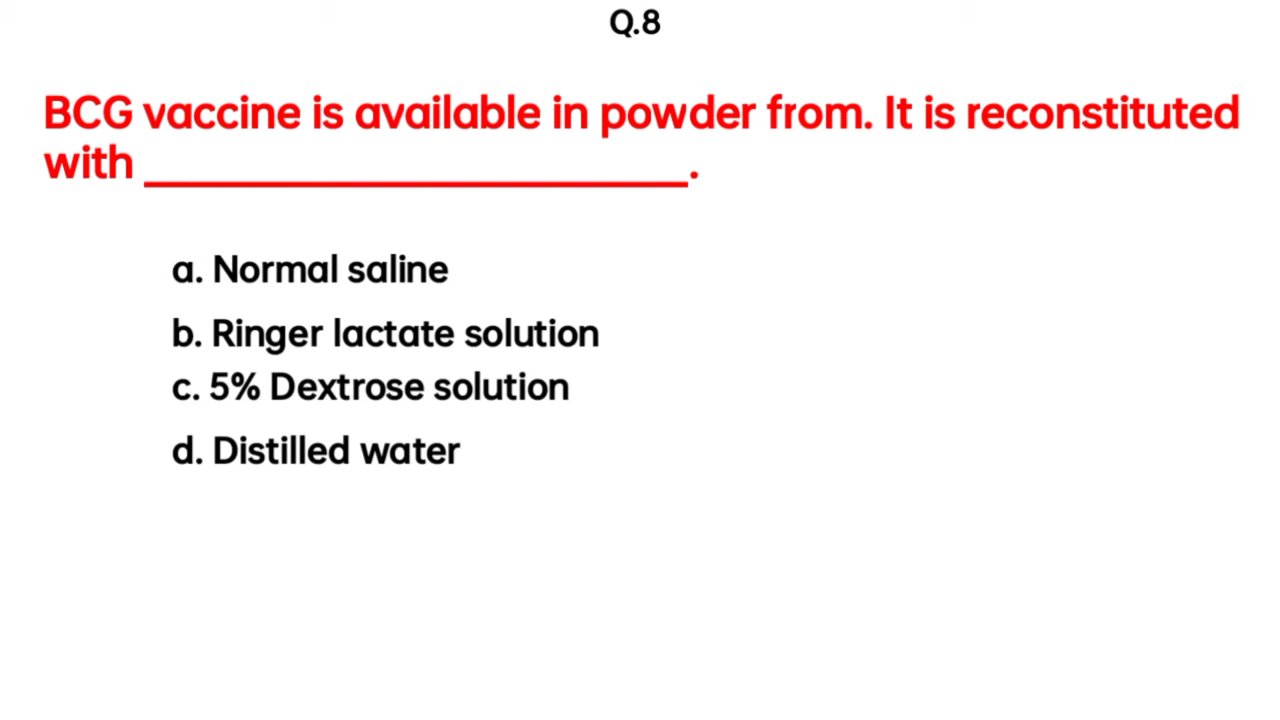 Q.8
BCG vaccine is available in powder from. It is reconstituted
with ______________________.
a. Normal saline
b. Ringer lactate solution
c. 5% Dextrose solution
d. Distilled water